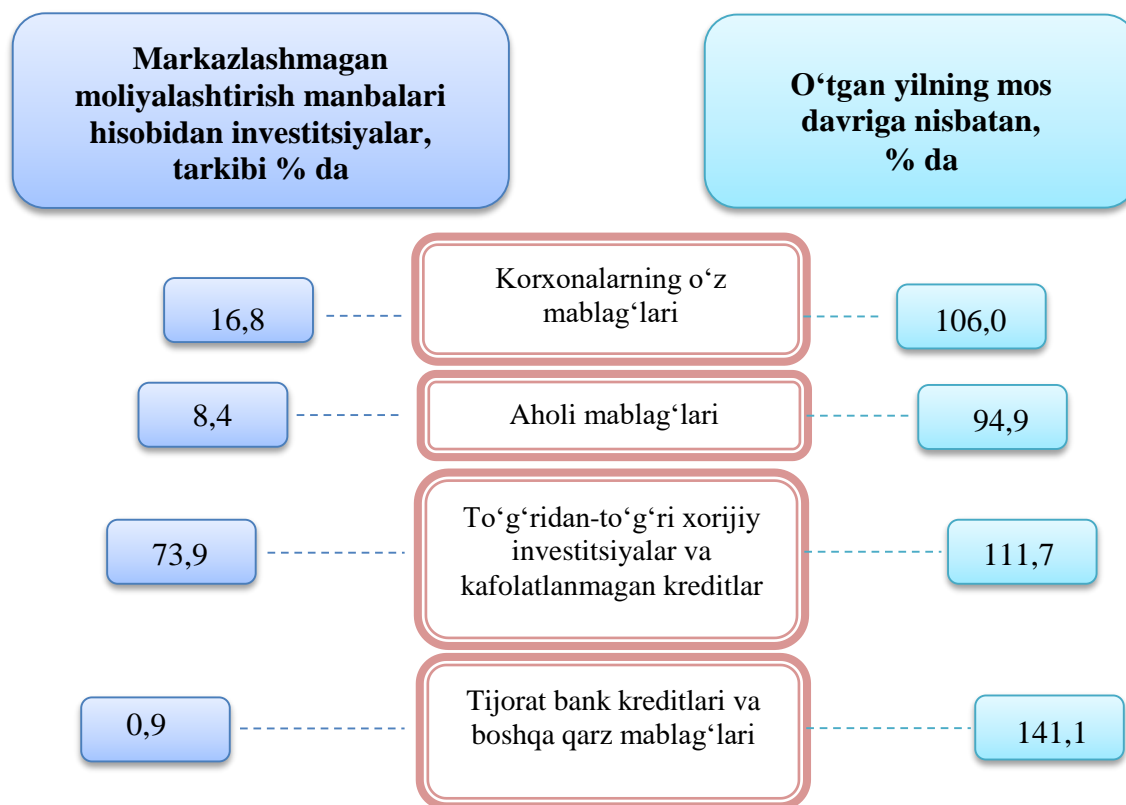 Markazlashmagan
moliyalashtirish manbalari
hisobidan investitsiyalar,
tarkibi % da
O‘tgan yilning mos
davriga nisbatan,
% da
16,8
Korxonalarning o‘z
mablag‘lari
106,0
8,4
Aholi mablag‘lari
94,9
73,9
To‘g‘ridan-to‘g‘ri xorijiy
investitsiyalar va
kafolatlanmagan kreditlar
111,7
0,9
Tijorat bank kreditlari va
boshqa qarz mablag‘lari
141,1